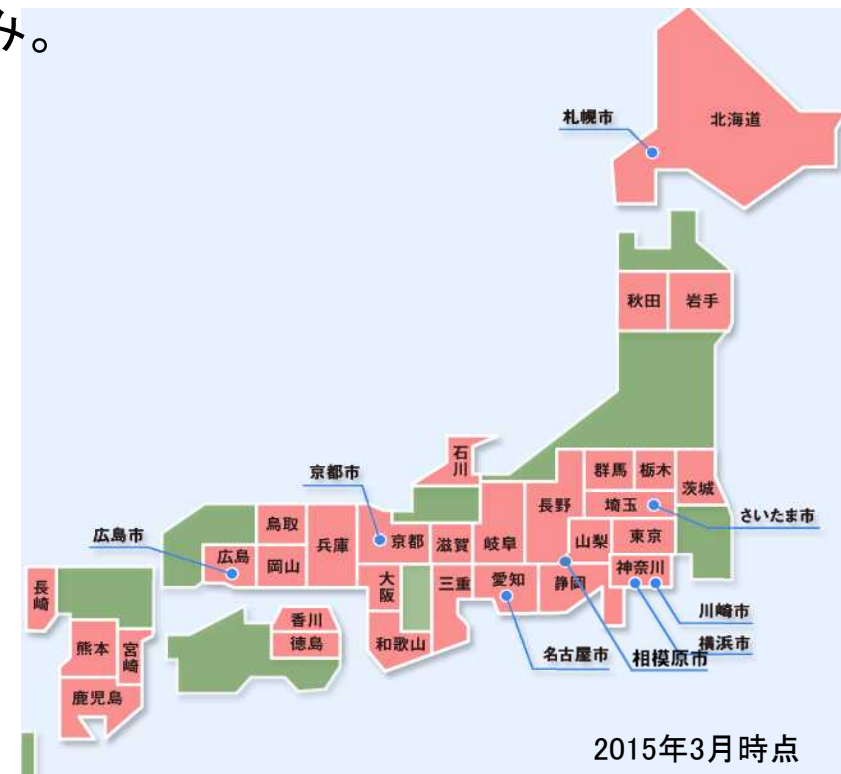 み。
札幌市
北海道
秋田
岩手
石川
群馬
栃木
茨城
京都市
長野
埼玉
さいたま市
広島市
鳥取
兵庫
京都
滋賀
岐阜
山梨
東京
広島
岡山
大阪
三重
愛知
静岡
神奈川
長崎
香川
川崎市
熊本
宮崎
徳島
和歌山
名古屋市
相模原市
横浜市
鹿児島
2015年3月時点